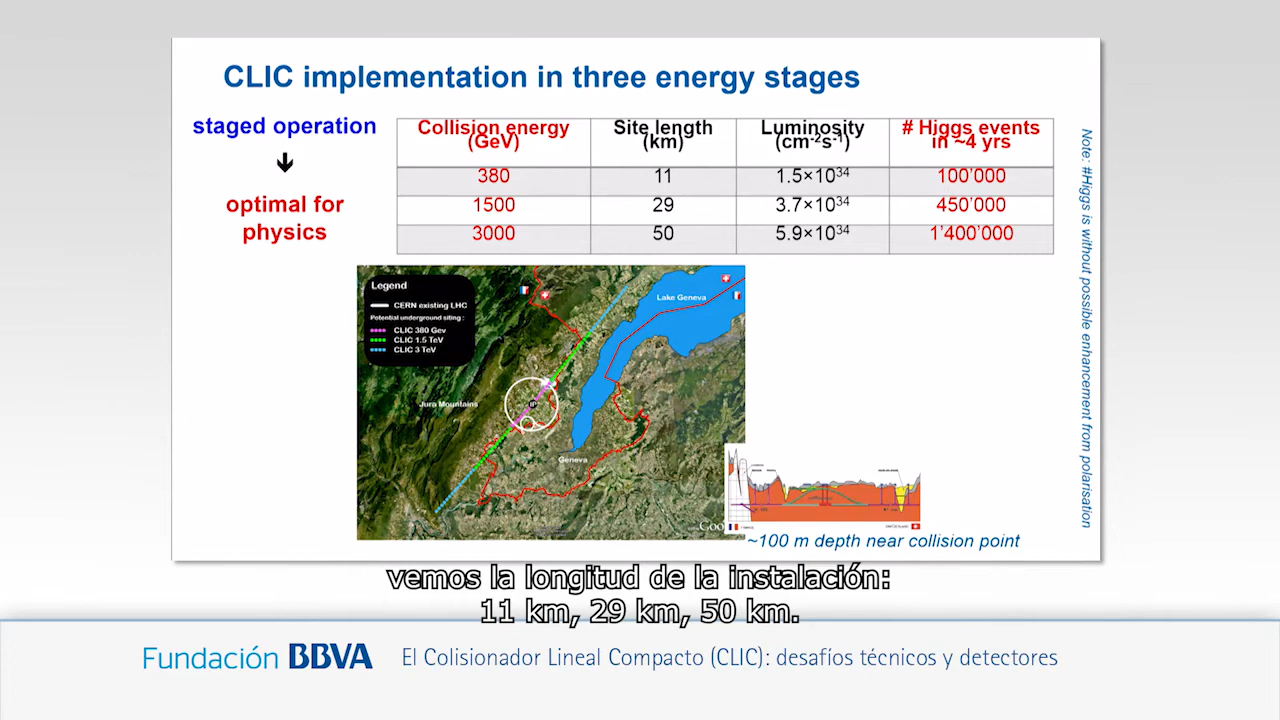 CLIC implementation in three energy stages
staged operation
optimal for
physics
Collision energy
(GeV)
Site length
(km)
Luminosity
(cm⁻²s⁻¹)
# Higgs events
in ~4 yrs
380
11
1.5×10³⁴
100’000
1500
29
3.7×10³⁴
450’000
3000
50
5.9×10³⁴
1’400’000
Note: #Higgs is without possible enhancement from polarisation
Legend
CERN existing LHC
Potential underground siting :
CLIC 380 Gev
CLIC 1.5 TeV
CLIC 3 TeV
Lake Geneva
Jura Mountains
IP
Geneva
Goo
~100 m depth near collision point
vemos la longitud de la instalación:
11 km, 29 km, 50 km.
Fundación BBVA
El Colisionador Lineal Compacto (CLIC): desafíos técnicos y detectores